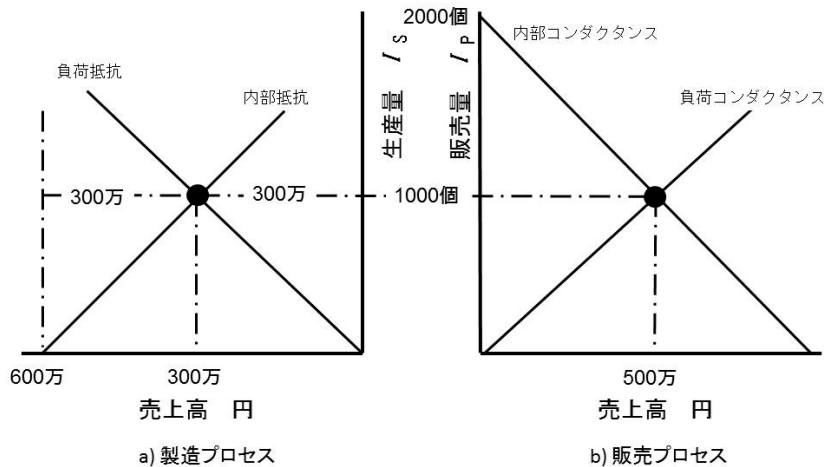 2000個
内部コンダクタンス
負荷抵抗
内部抵抗
生産量 I S
販売量 I P
負荷コンダクタンス
300万
300万
1000個
600万
300万
500万
売上高 円
売上高 円
a) 製造プロセス
b) 販売プロセス